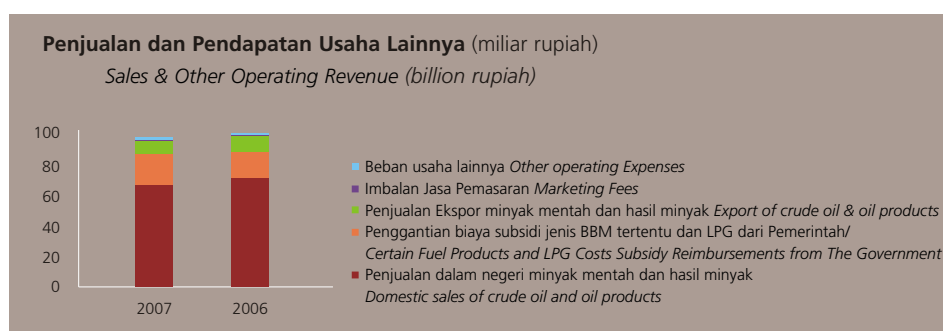 Penjualan dan Pendapatan Usaha Lainnya (miliar rupiah)
Sales & Other Operating Revenue (billion rupiah)
100
80
60
40
20
0
2007 2006
Beban usaha lainnya Other operating Expenses
Imbalan Jasa Pemasaran Marketing Fees
Penjualan Ekspor minyak mentah dan hasil minyak Export of crude oil & oil products
Penggantian biaya subsidi jenis BBM tertentu dan LPG dari Pemerintah/
Certain Fuel Products and LPG Costs Subsidy Reimbursements from The Government
Penjualan dalam negeri minyak mentah dan hasil minyak
Domestic sales of crude oil and oil products